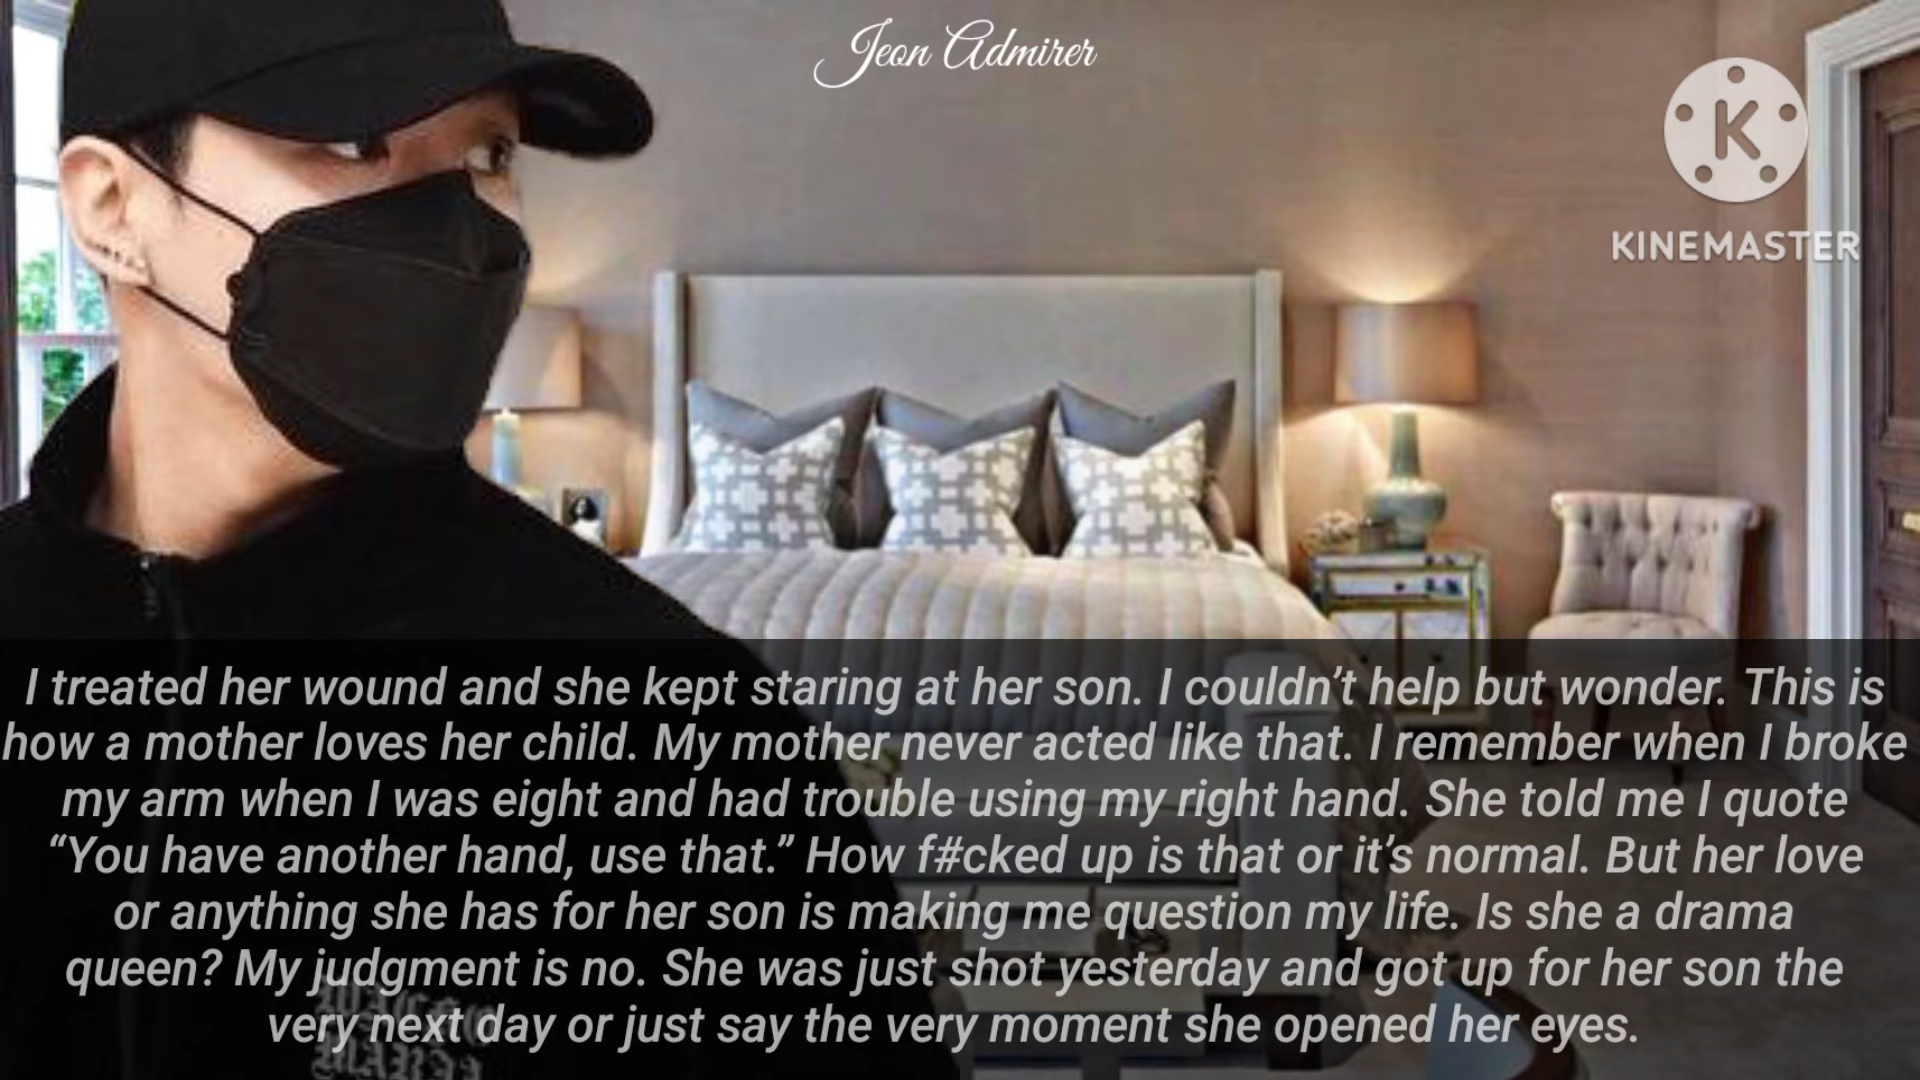 Jeon Admirer
K
KINEMASTER
I treated her wound and she kept staring at her son. I couldn’t help but wonder. This is
how a mother loves her child. My mother never acted like that. I remember when I broke
my arm when I was eight and had trouble using my right hand. She told me I quote
“You have another hand, use that.” How f#cked up is that or it’s normal. But her love
or anything she has for her son is making me question my life. Is she a drama
queen? My judgment is no. She was just shot yesterday and got up for her son the
very next day or just say the very moment she opened her eyes.